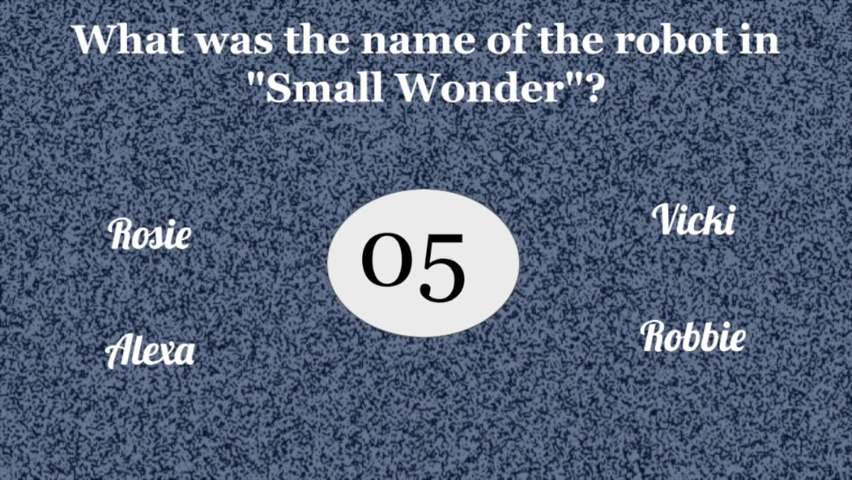 What was the name of the robot in
"Small Wonder"?
Rosie
Vicki
05
Alexa
Robbie